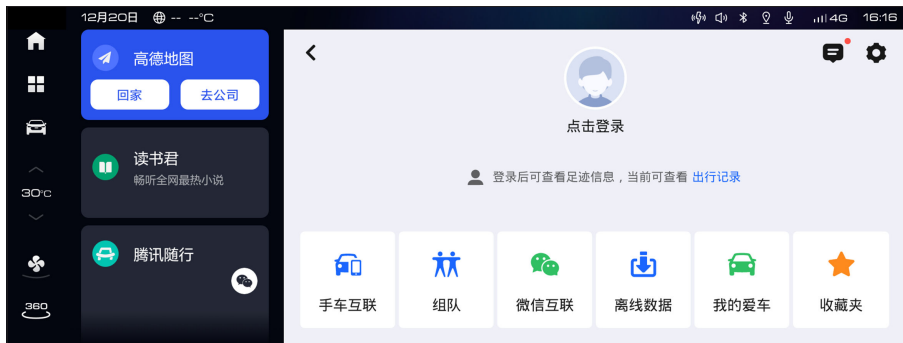 12月20日 -- --°C
4G 16:16
30°C
360
高德地图
回家 去公司
读书君
畅听全网最热小说
腾讯随行
点击登录
登录后可查看足迹信息，当前可查看 出行记录
手车互联 组队 微信互联 离线数据 我的爱车 收藏夹